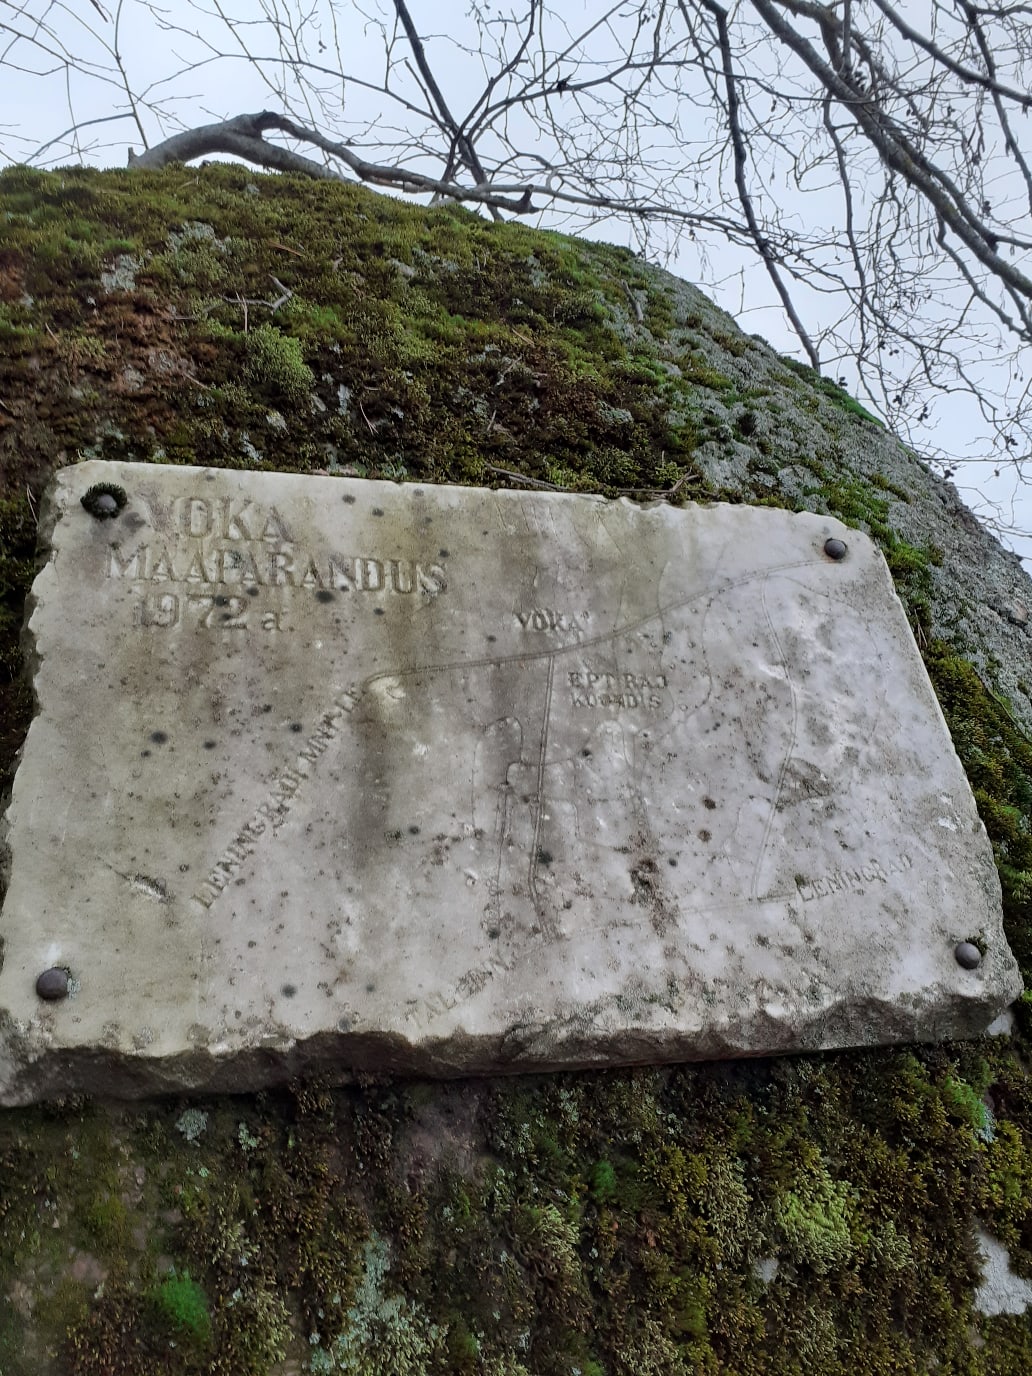 VOKA
MAAPARANDUS
1972 a.
VOKA
EPT RAJ
KOONDIS
LENINGRADI MNT
TALLINN
LENINGRAD